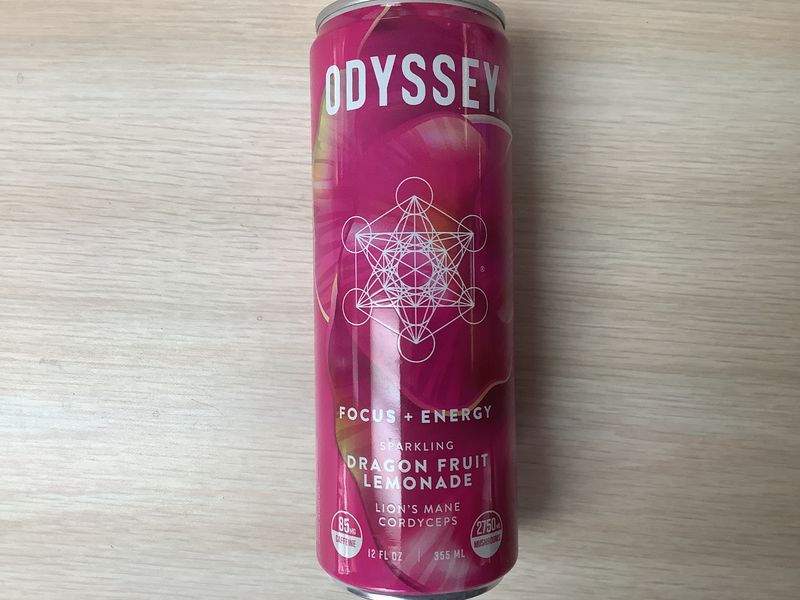 ODYSSEY
®
FOCUS + ENERGY
SPARKLING
DRAGON FRUIT
LEMONADE
LION'S MANE
CORDYCEPS
85MG
CAFFEINE
2750MG
MUSHROOMS
12 FL OZ | 355 ML